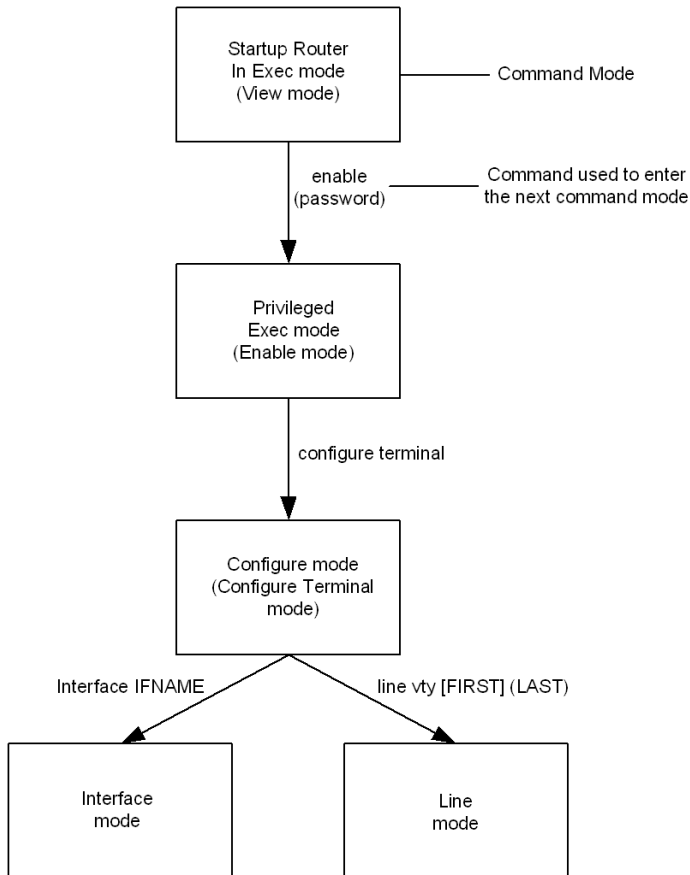 Startup Router
In Exec mode
(View mode)
Command Mode
enable
(password)
Command used to enter
the next command mode
Privileged
Exec mode
(Enable mode)
configure terminal
Configure mode
(Configure Terminal
mode)
Interface IFNAME
line vty [FIRST] (LAST)
Interface
mode
Line
mode